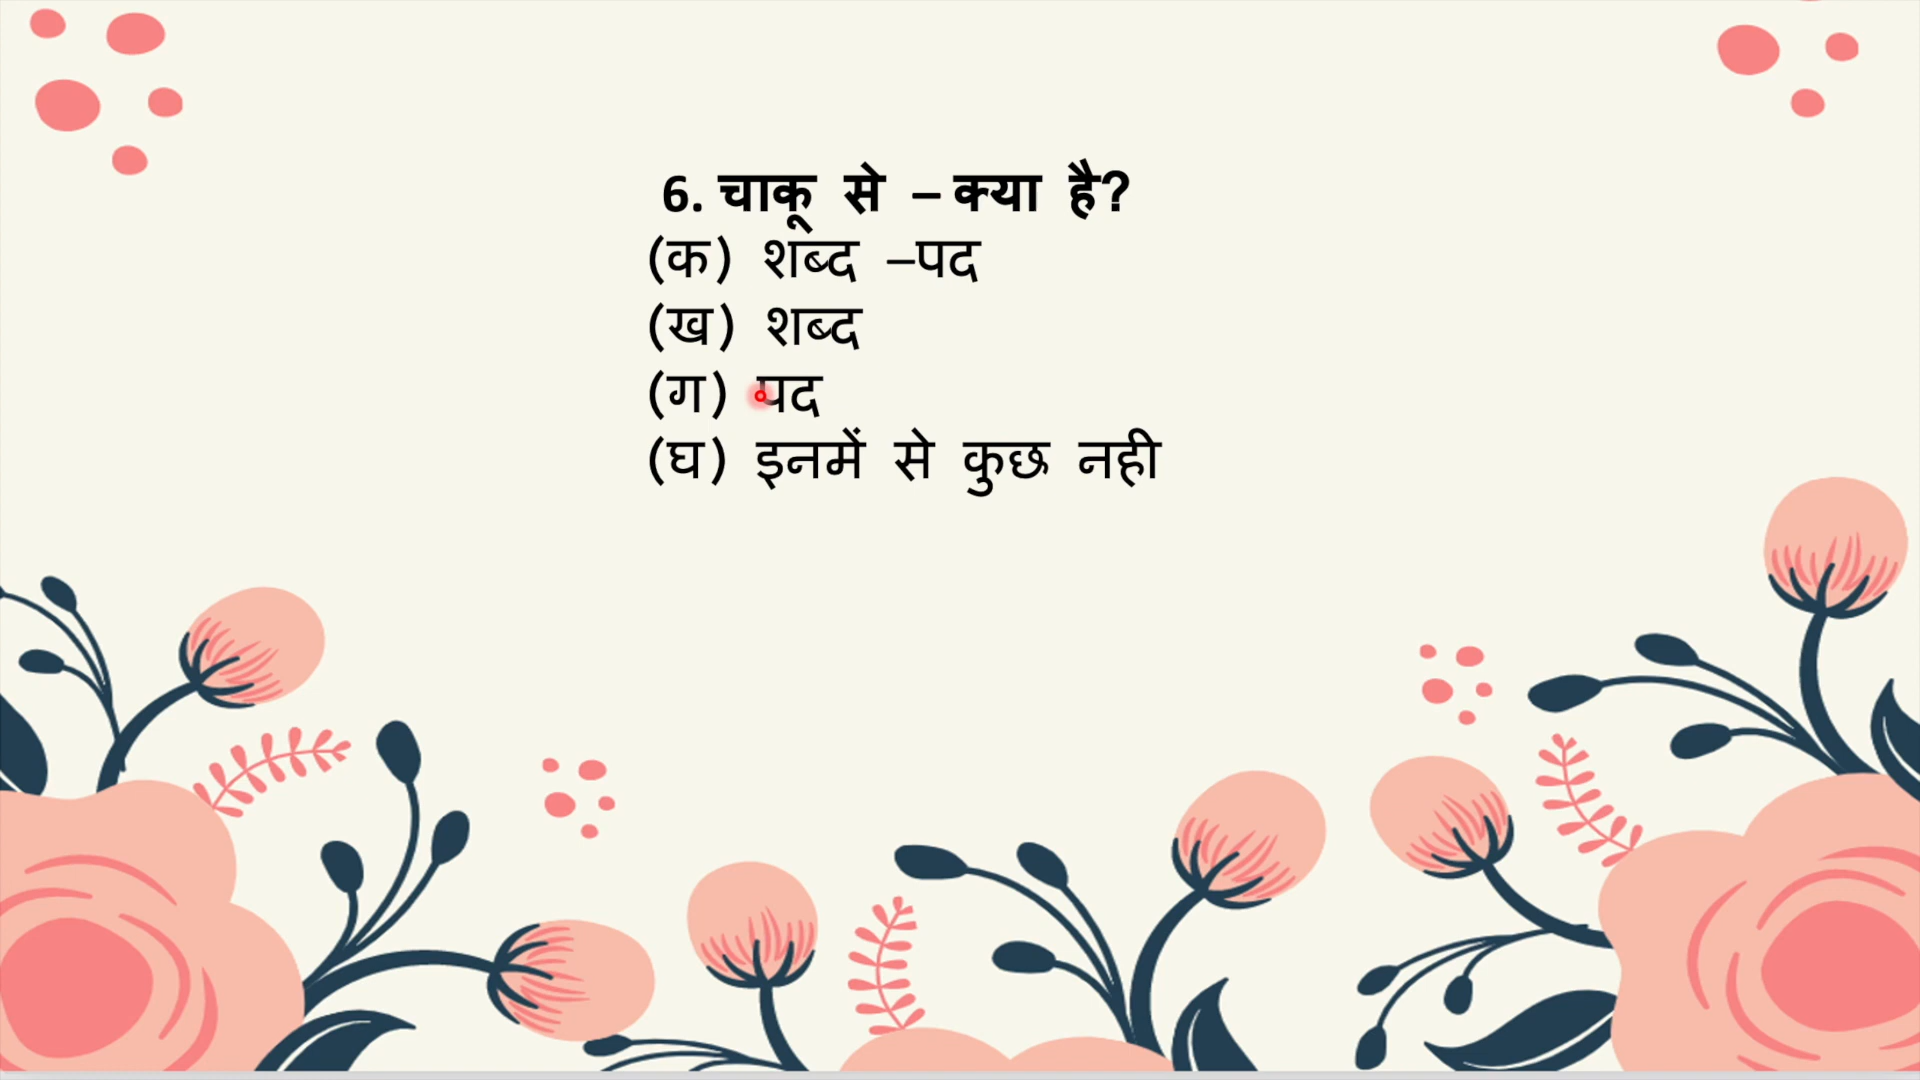 6. चाकू से – क्या है?
(क) शब्द –पद
(ख) शब्द
(ग) पद
(घ) इनमें से कुछ नही